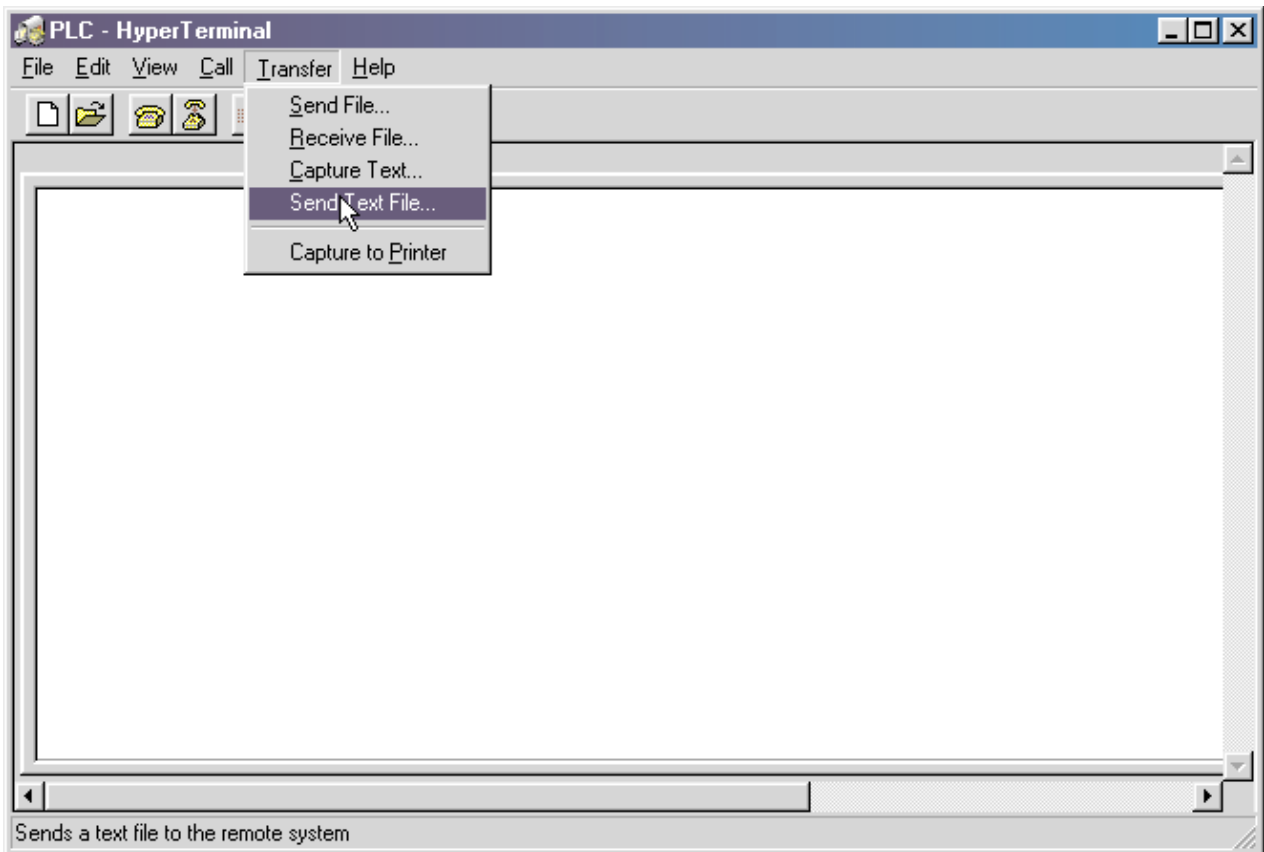 PLC - HyperTerminal
File Edit View Call Transfer Help
Send File...
Receive File...
Capture Text...
Send Text File...
Capture to Printer
Sends a text file to the remote system